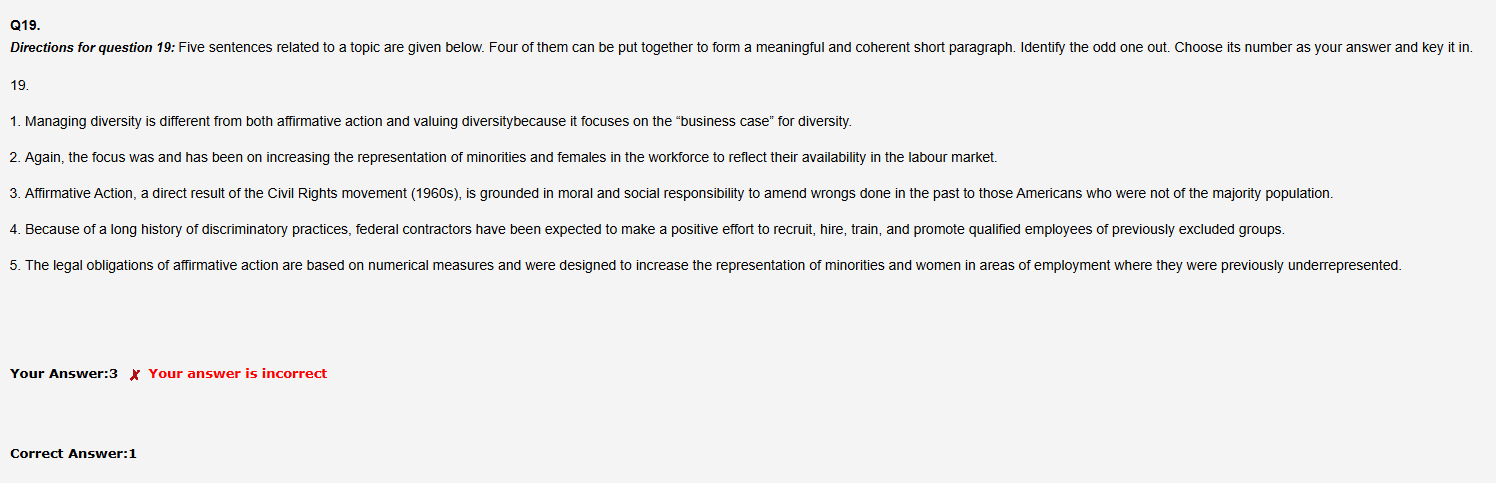 Q19.
Directions for question 19: Five sentences related to a topic are given below. Four of them can be put together to form a meaningful and coherent short paragraph. Identify the odd one out. Choose its number as your answer and key it in.
19.
1. Managing diversity is different from both affirmative action and valuing diversitybecause it focuses on the “business case” for diversity.
2. Again, the focus was and has been on increasing the representation of minorities and females in the workforce to reflect their availability in the labour market.
3. Affirmative Action, a direct result of the Civil Rights movement (1960s), is grounded in moral and social responsibility to amend wrongs done in the past to those Americans who were not of the majority population.
4. Because of a long history of discriminatory practices, federal contractors have been expected to make a positive effort to recruit, hire, train, and promote qualified employees of previously excluded groups.
5. The legal obligations of affirmative action are based on numerical measures and were designed to increase the representation of minorities and women in areas of employment where they were previously underrepresented.
Your Answer:3 ✘ Your answer is incorrect
Correct Answer:1